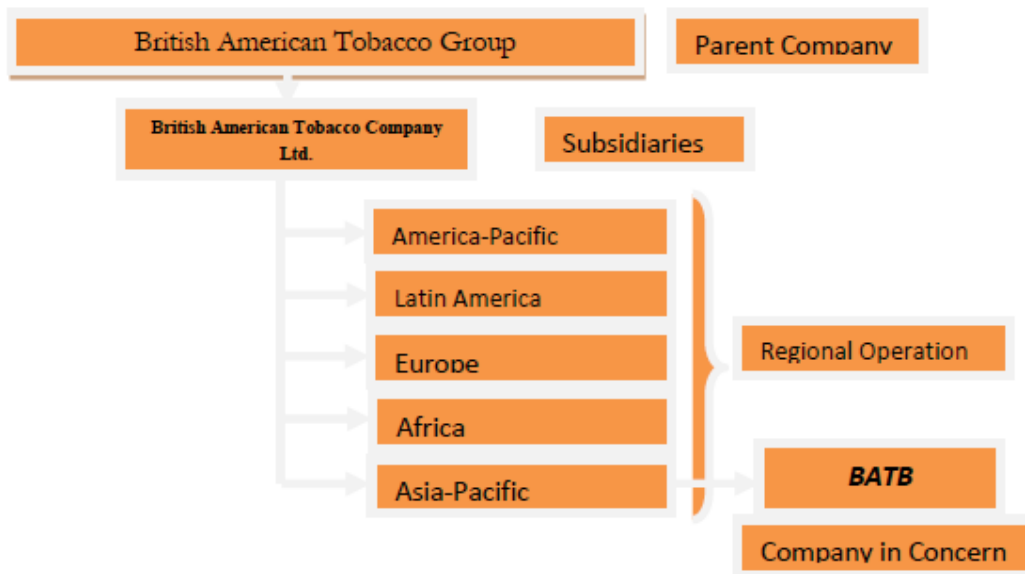 British American Tobacco Group
Parent Company
British American Tobacco Company
Ltd.
Subsidiaries
America-Pacific
Latin America
Europe
Regional Operation
Africa
Asia-Pacific
BATB
Company in Concern